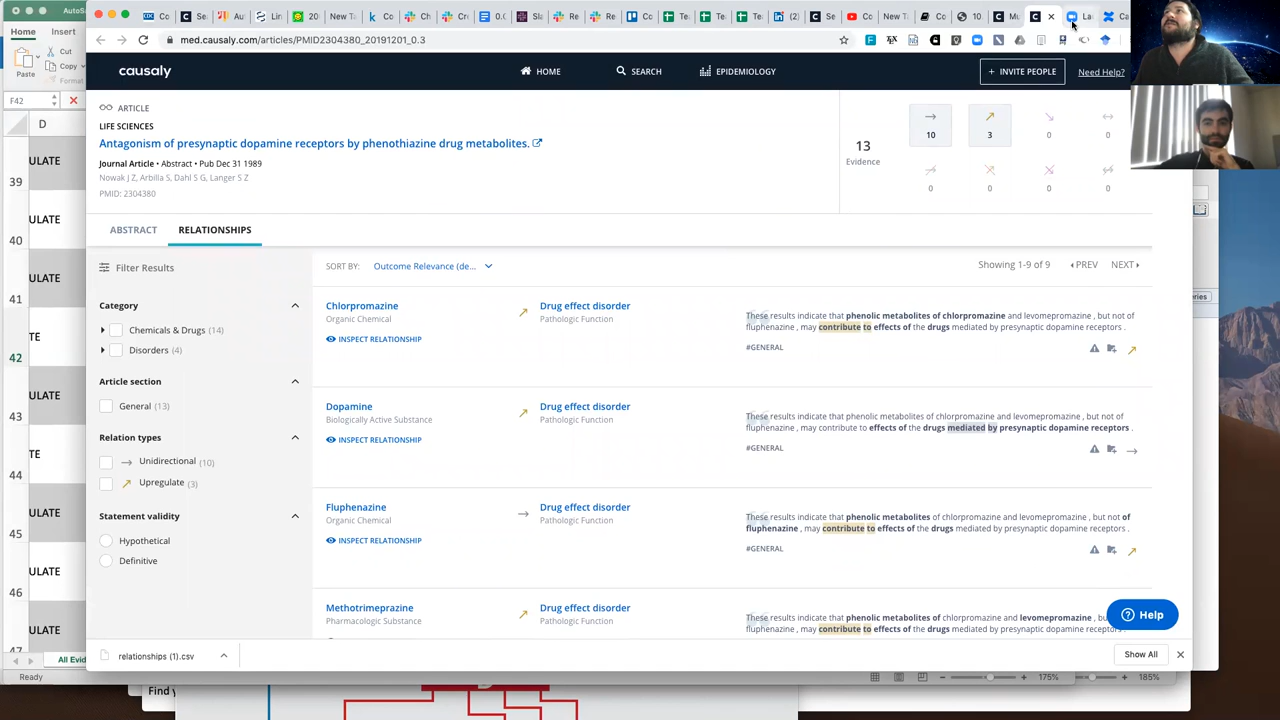 AutoSa
Home
Insert
Cut
Copy
Format
Paste
F42
D
ULATE
39
ULATE
40
ULATE
41
TE
42
ULATE
43
TE
44
ULATE
45
ULATE
46
ULATE
47
All Evid
Ready
med.causaly.com/articles/PMID2304380_20191201_0.3
causaly
HOME
SEARCH
EPIDEMIOLOGY
+ INVITE PEOPLE
Need Help?
ARTICLE
LIFE SCIENCES
Antagonism of presynaptic dopamine receptors by phenothiazine drug metabolites.
Journal Article • Abstract • Pub Dec 31 1989
Nowak J Z, Arbilla S, Dahl S G, Langer S Z
PMID: 2304380
13
Evidence
10
3
0
0
0
0
0
0
ABSTRACT
RELATIONSHIPS
Filter Results
Category
Chemicals & Drugs (14)
Disorders (4)
Article section
General (13)
Relation types
Unidirectional (10)
Upregulate (3)
Statement validity
Hypothetical
Definitive
SORT BY: Outcome Relevance (de...
Showing 1-9 of 9
PREV
NEXT
Chlorpromazine
Organic Chemical
INSPECT RELATIONSHIP
Drug effect disorder
Pathologic Function
These results indicate that phenolic metabolites of chlorpromazine and levomepromazine , but not of
fluphenazine , may contribute to effects of the drugs mediated by presynaptic dopamine receptors .
#GENERAL
Dopamine
Biologically Active Substance
INSPECT RELATIONSHIP
Drug effect disorder
Pathologic Function
These results indicate that phenolic metabolites of chlorpromazine and levomepromazine , but not of
fluphenazine , may contribute to effects of the drugs mediated by presynaptic dopamine receptors .
#GENERAL
Fluphenazine
Organic Chemical
INSPECT RELATIONSHIP
Drug effect disorder
Pathologic Function
These results indicate that phenolic metabolites of chlorpromazine and levomepromazine , but not of
fluphenazine , may contribute to effects of the drugs mediated by presynaptic dopamine receptors .
#GENERAL
Methotrimeprazine
Pharmacologic Substance
Drug effect disorder
Pathologic Function
These results indicate that phenolic metabolites of chlorpromazine and levomepromazine , but
fluphenazine , may contribute to effects of the drugs mediated by presynaptic dopamine receptors
Help
relationships (1).csv
Show All
175%
185%
Find y